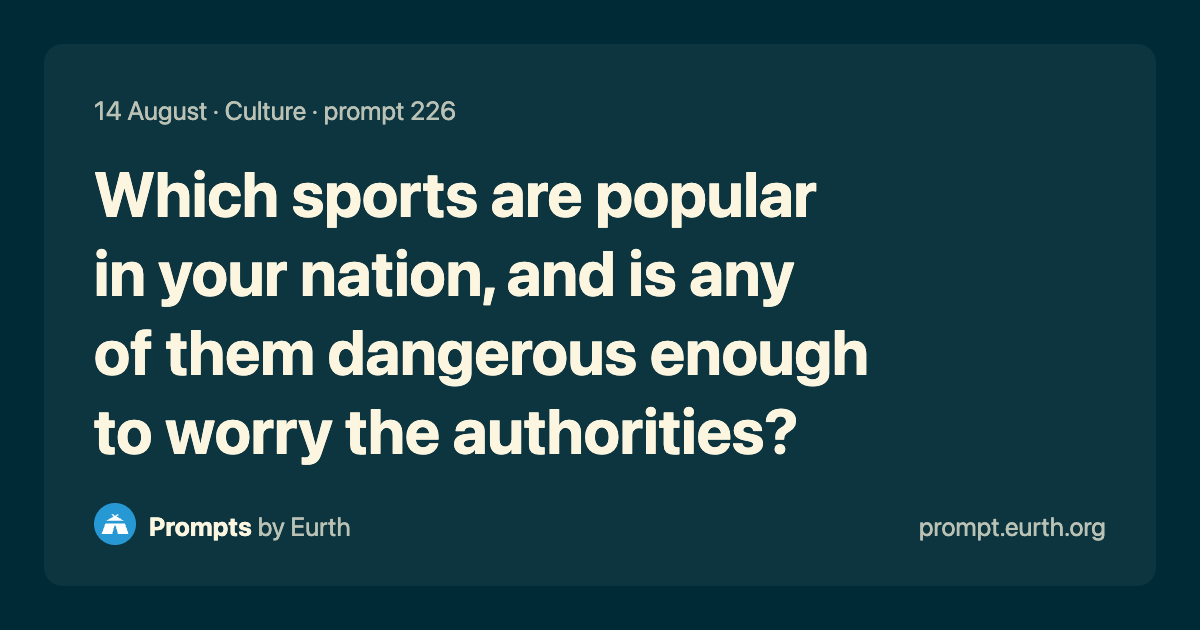 14 August · Culture · prompt 226
Which sports are popular
in your nation, and is any
of them dangerous enough
to worry the authorities?
Prompts by Eurth
prompt.eurth.org